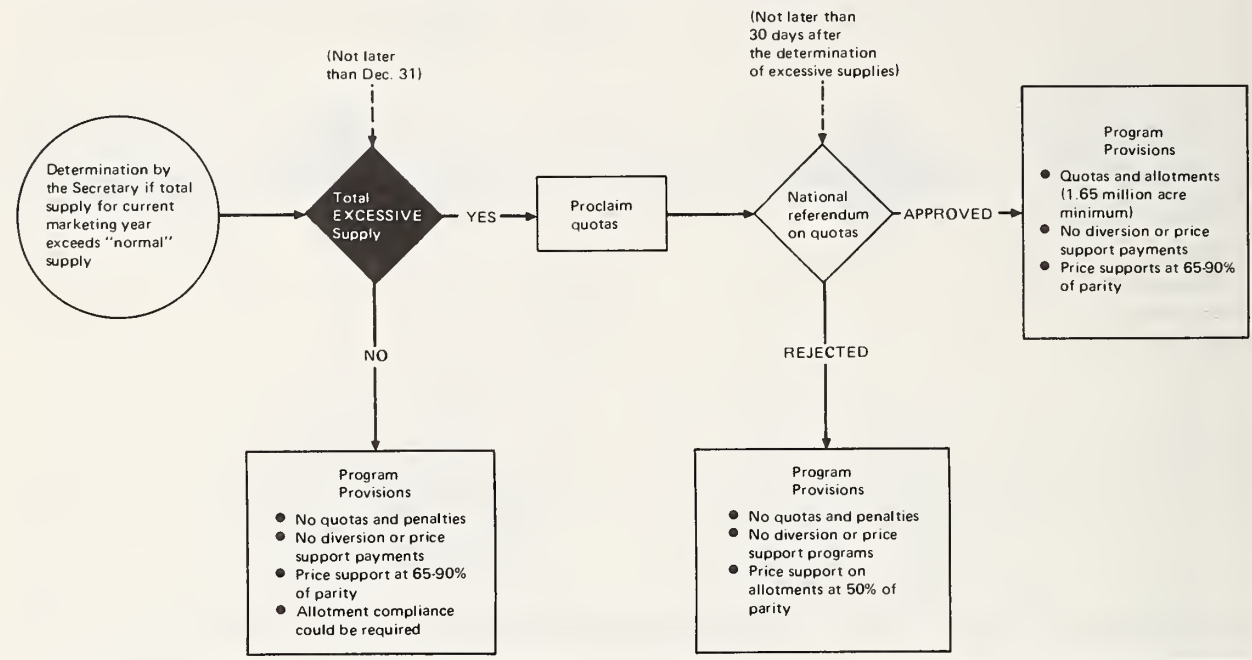 (Not later
than Dec. 31)
(Not later than
30 days after
the determination
of excessive supplies)
Determination by
the Secretary if total
supply for current
marketing year
exceeds "normal"
supply
Total
EXCESSIVE
Supply
YES
Proclaim
quotas
National
referendum
on quotas
APPROVED
Program
Provisions
● Quotas and allotments
(1.65 million acre
minimum)
● No diversion or price
support payments
● Price supports at 65-90%
of parity
NO
REJECTED
Program
Provisions
● No quotas and penalties
● No diversion or price
support payments
● Price support at 65-90%
of parity
● Allotment compliance
could be required
Program
Provisions
● No quotas and penalties
● No diversion or price
support programs
● Price support on
allotments at 50% of
parity